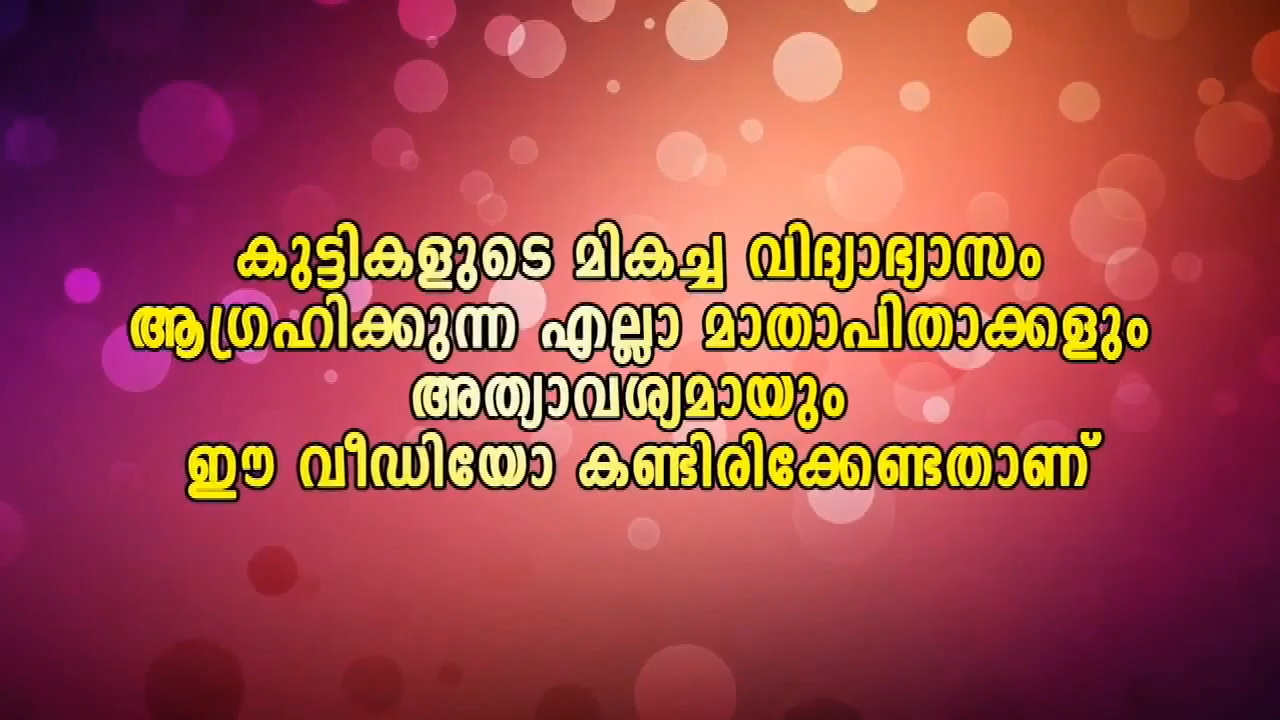 കുട്ടികളുടെ മികച്ച വിദ്യാഭ്യാസം
ആഗ്രഹിക്കുന്ന എല്ലാ മാതാപിതാക്കളും
അത്യാവശ്യമായും
ഈ വീഡിയോ കണ്ടിരിക്കേണ്ടതാണ്